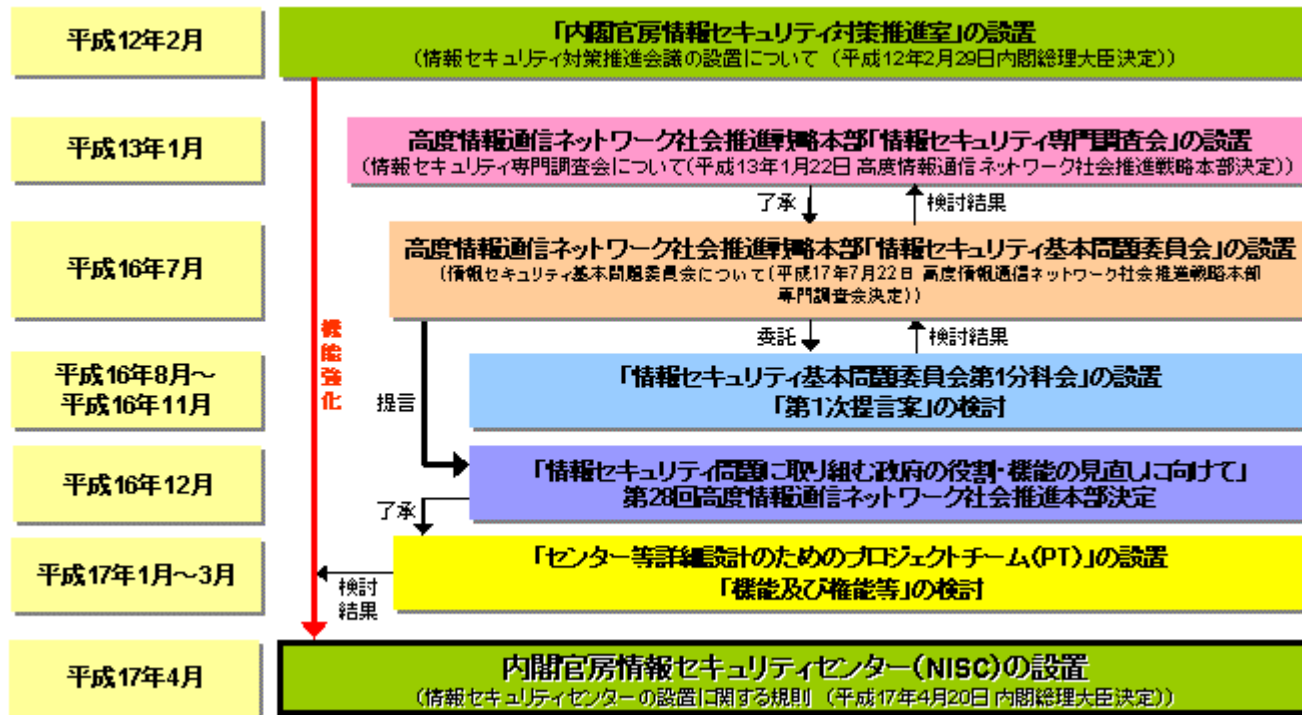 平成12年2月
「内閣官房情報セキュリティ対策推進室」の設置
(情報セキュリティ対策推進会議の設置について (平成12年2月29日内閣総理大臣決定))
平成13年1月
高度情報通信ネットワーク社会推進戦略本部「情報セキュリティ専門調査会」の設置
(情報セキュリティ専門調査会について(平成13年1月22日 高度情報通信ネットワーク社会推進戦略本部決定))
了承
検討結果
平成16年7月
高度情報通信ネットワーク社会推進戦略本部「情報セキュリティ基本問題委員会」の設置
(情報セキュリティ基本問題委員会について(平成17年7月22日 高度情報通信ネットワーク社会推進戦略本部
専門調査会決定))
機能強化
委託
検討結果
平成16年8月~
平成16年11月
「情報セキュリティ基本問題委員会第1分科会」の設置
「第1次提言案」の検討
提言
平成16年12月
「情報セキュリティ問題に取り組む政府の役割・機能の見直しに向けて」
第28回高度情報通信ネットワーク社会推進本部決定
了承
平成17年1月~3月
「センター等詳細設計のためのプロジェクトチーム(PT)」の設置
「機能及び権能等」の検討
検討
結果
平成17年4月
内閣官房情報セキュリティセンター(NISC)の設置
(情報セキュリティセンターの設置に関する規則 (平成17年4月20日 内閣総理大臣決定))